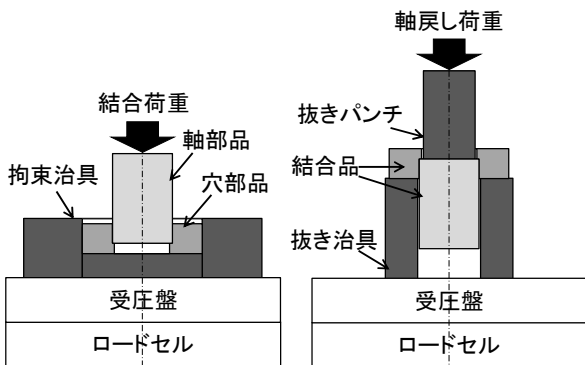 結合荷重
軸部品
穴部品
拘束治具
受圧盤
ロードセル
軸戻し荷重
抜きパンチ
結合品
抜き治具
受圧盤
ロードセル